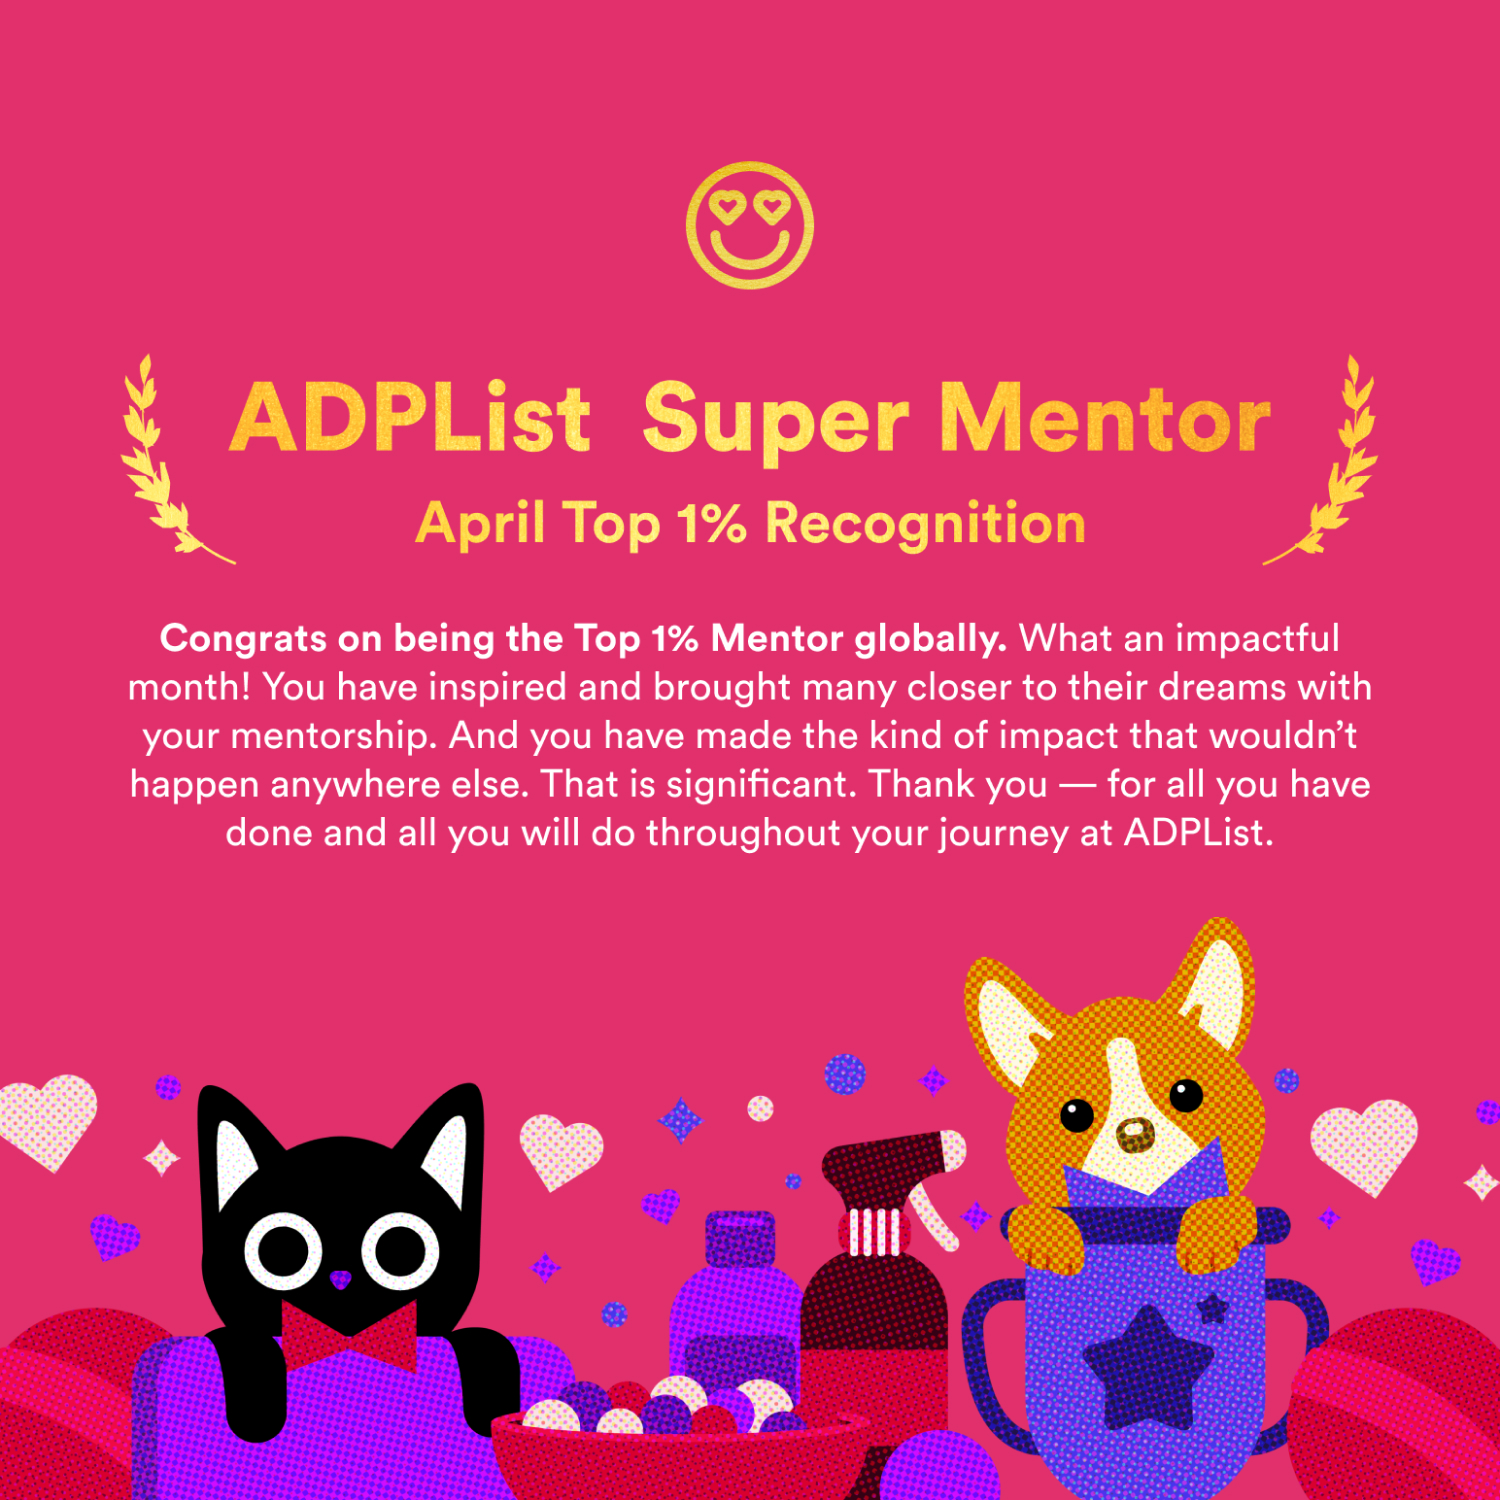 ADPList Super Mentor
April Top 1% Recognition
Congrats on being the Top 1% Mentor globally. What an impactful
month! You have inspired and brought many closer to their dreams with
your mentorship. And you have made the kind of impact that wouldn’t
happen anywhere else. That is significant. Thank you — for all you have
done and all you will do throughout your journey at ADPList.